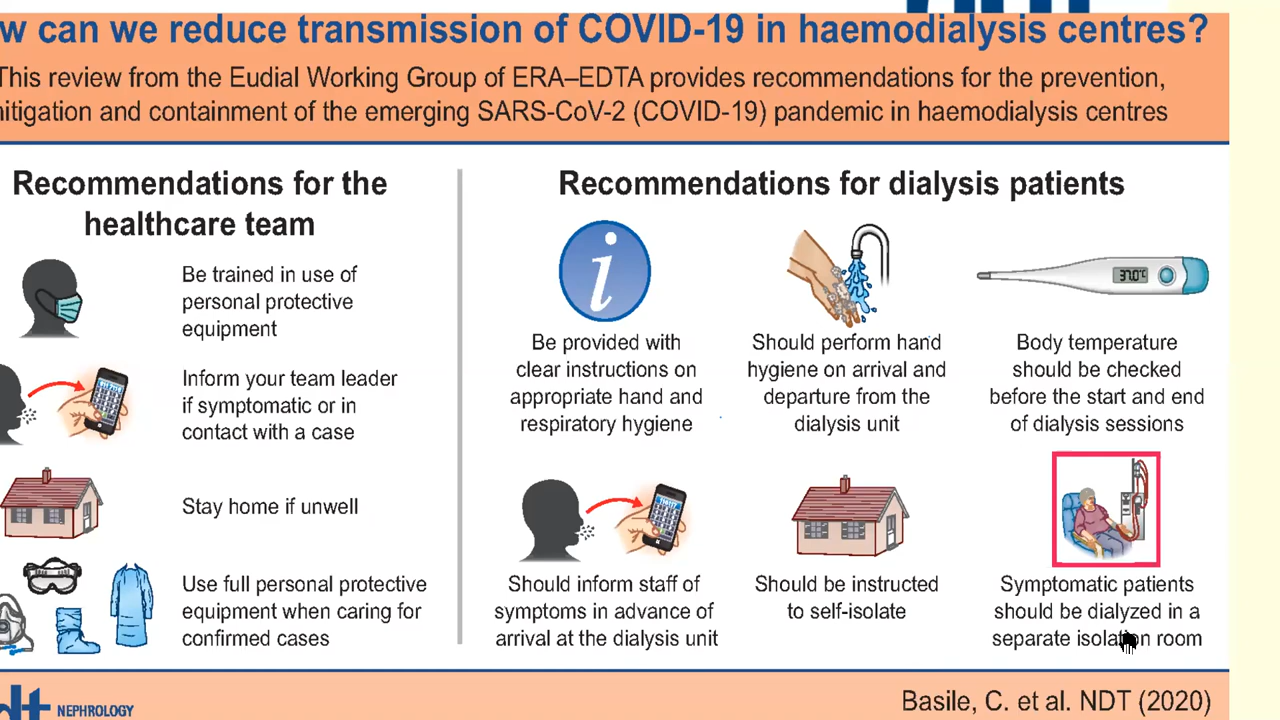 w can we reduce transmission of COVID-19 in haemodialysis centres?
This review from the Eudial Working Group of ERA–EDTA provides recommendations for the prevention,
itigation and containment of the emerging SARS-CoV-2 (COVID-19) pandemic in haemodialysis centres
Recommendations for the
healthcare team
Be trained in use of
personal protective
equipment
Inform your team leader
if symptomatic or in
contact with a case
Stay home if unwell
Use full personal protective
equipment when caring for
confirmed cases
Recommendations for dialysis patients
Be provided with
clear instructions on
appropriate hand and
respiratory hygiene
Should perform hand
hygiene on arrival and
departure from the
dialysis unit
37.0°C
Body temperature
should be checked
before the start and end
of dialysis sessions
Should inform staff of
symptoms in advance of
arrival at the dialysis unit
Should be instructed
to self-isolate
Symptomatic patients
should be dialyzed in a
separate isolation room
dt NEPHROLOGY
Basile, C. et al. NDT (2020)